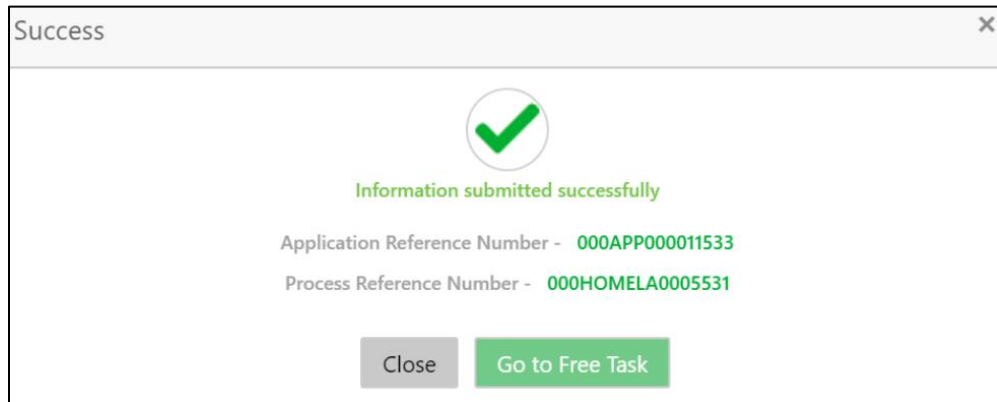 Success
Information submitted successfully
Application Reference Number - 000APP000011533
Process Reference Number - 000HOMELA0005531
Close Go to Free Task